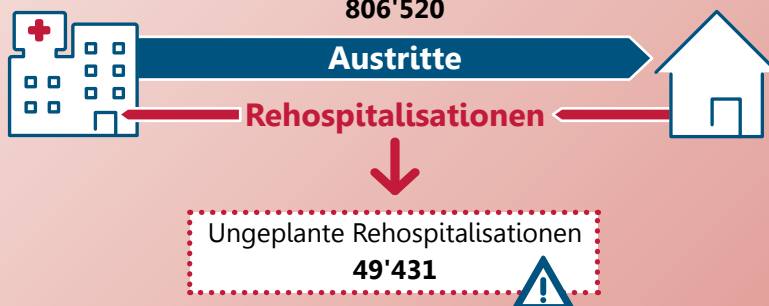 806'520
Austritte
Rehospitalisationen
Ungeplante Rehospitalisationen
49'431